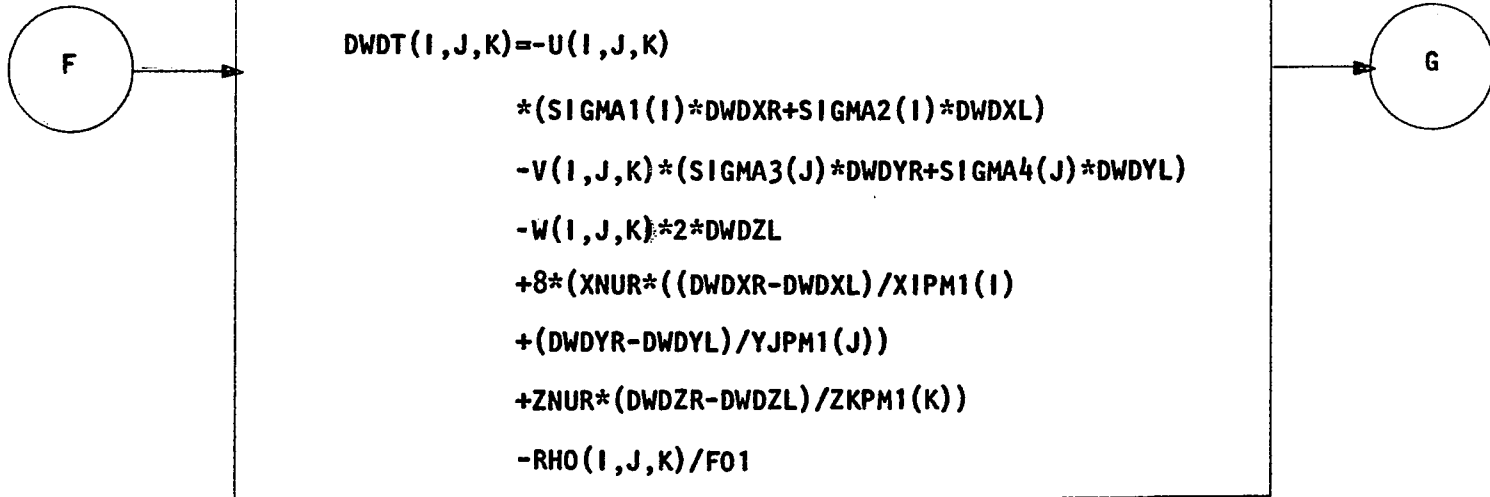 DWDT(I,J,K)=-U(I,J,K)
F
G
*(SIGMA1(I)*DWDXR+SIGMA2(I)*DWDXL)
-V(I,J,K)*(SIGMA3(J)*DWDYR+SIGMA4(J)*DWDYL)
-W(I,J,K)*2*DWDZL
+8*(XNUR*((DWDXR-DWDXL)/XIPM1(I)
+(DWDYR-DWDYL)/YJPM1(J))
+ZNUR*(DWDZR-DWDZL)/ZKPM1(K))
-RHO(I,J,K)/FO1